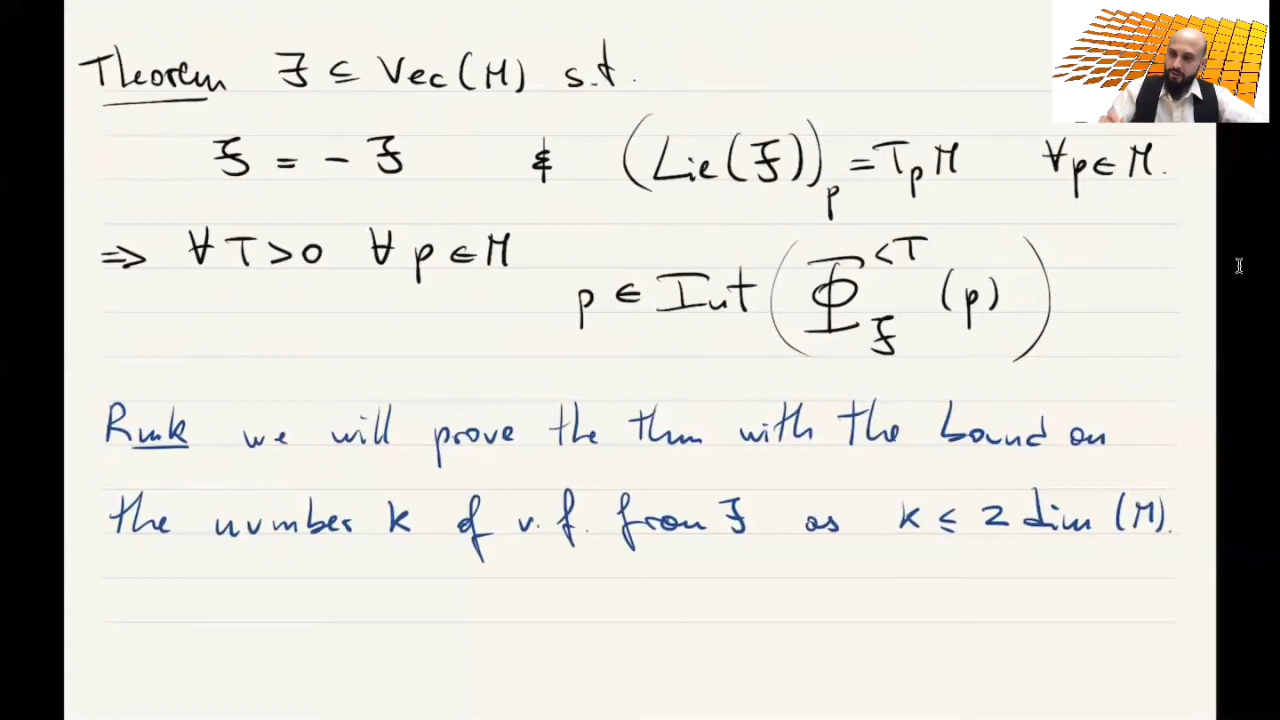 Theorem ℱ ⊆ Vec(M) s.t.
ℱ = - ℱ & (Lie(ℱ))_p = T_p M ∀p∈M.
⇒ ∀ T>0 ∀ p∈M p ∈ Int(Φ_ℱ^{<T}(p))
Rmk we will prove the thm with the bound on
the number k of v.f. from ℱ as k ≤ 2 dim(M).